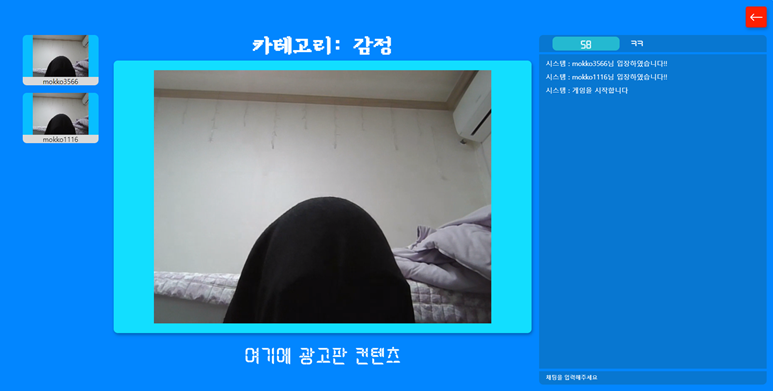 카테고리: 감정
58 ㅋㅋ
mokko3566
mokko1116
시스템 : mokko3566님 입장하였습니다!!
시스템 : mokko1116님 입장하였습니다!!
시스템 : 게임을 시작합니다
여기에 광고판 컨텐츠
채팅을 입력해주세요